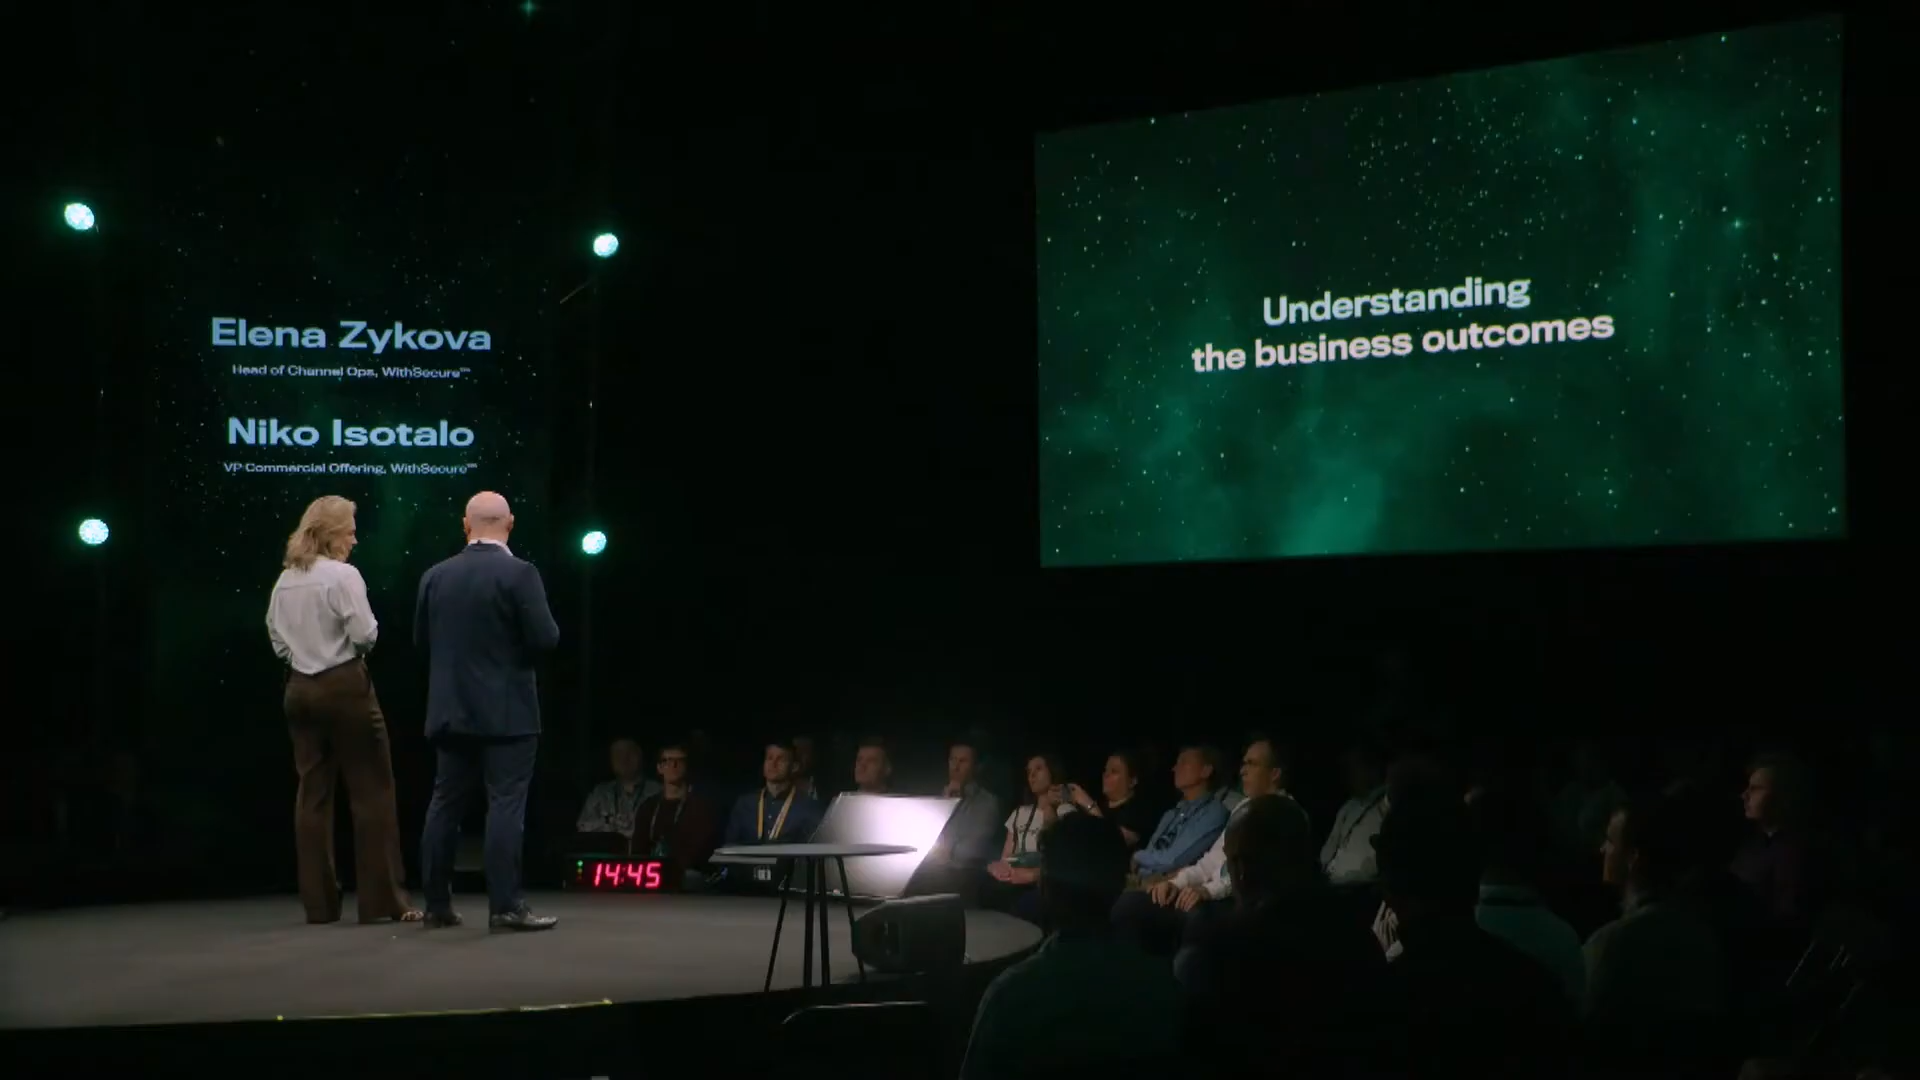 Elena Zykova
Head of Channel Ops, WithSecure™
Niko Isotalo
VP Commercial Offering, WithSecure™
Understanding
the business outcomes
14:45